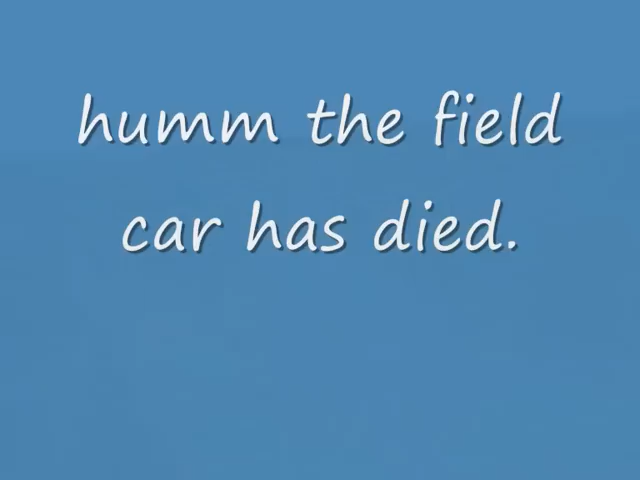 humm the field
car has died.